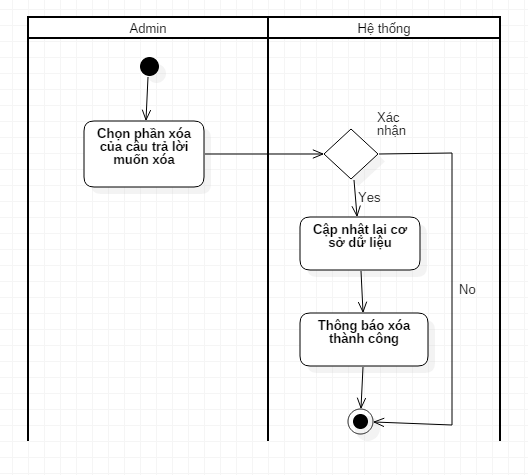 Admin
Hệ thống
Chọn phần xóa
của câu trả lời
muốn xóa
Xác
nhận
Yes
Cập nhật lại cơ
sở dữ liệu
No
Thông báo xóa
thành công